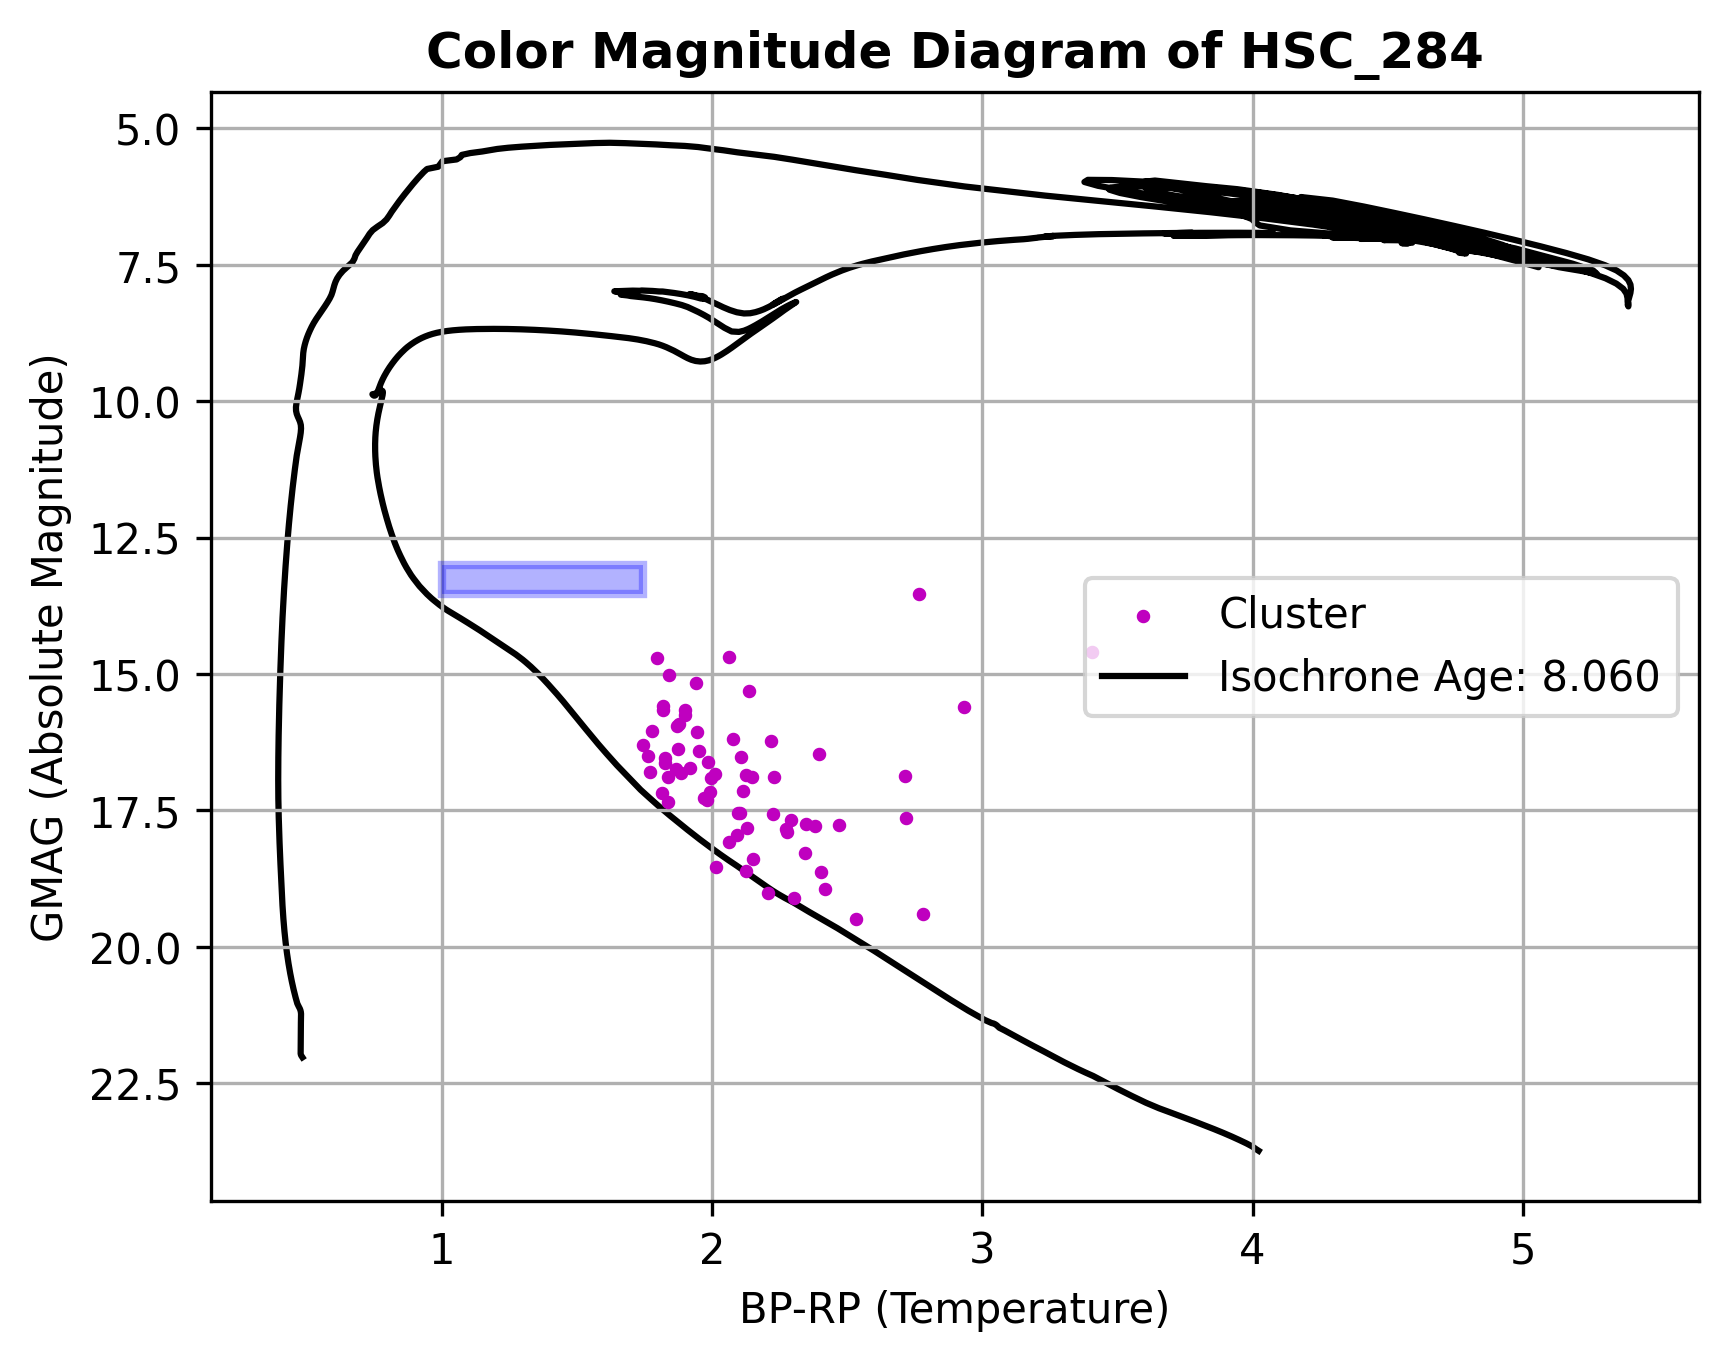 Color Magnitude Diagram of HSC_284
5.0
7.5
10.0
12.5
15.0
17.5
20.0
22.5
GMAG (Absolute Magnitude)
Cluster
Isochrone Age: 8.060
1 2 3 4 5
BP-RP (Temperature)